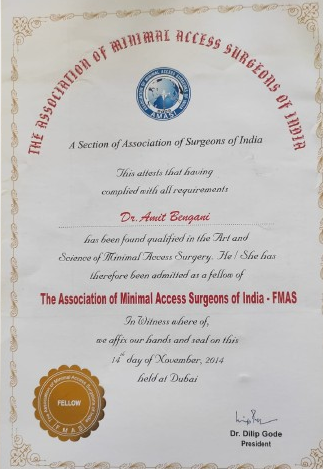 THE ASSOCIATION OF MINIMAL ACCESS SURGEONS OF INDIA
AMASI
A Section of Association of Surgeons of India
This attests that having
complied with all requirements
Dr. Amit Bengani
has been found qualified in the Art and
Science of Minimal Access Surgery. He / She has
therefore been admitted as a fellow of
The Association of Minimal Access Surgeons of India - FMAS
In Witness where of,
we affix our hands and seal on this
14th day of November, 2014
held at Dubai
FELLOW
FMAS
Dr. Dilip Gode
President